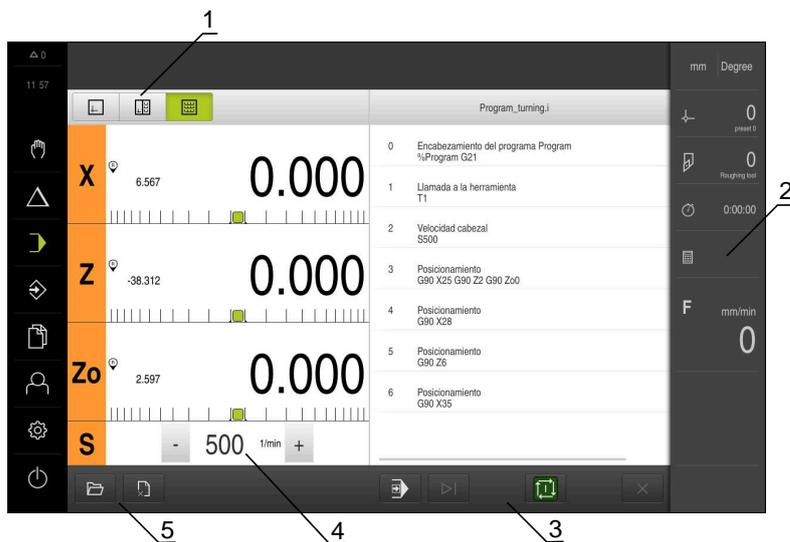 1
0
11 57
mm Degree
Program_turning.i
X
R
6.567
0.000
Z
R
-38.312
0.000
Zo
R
2.597
0.000
S
-
500
1/min
+
0 Encabezamiento del programa Program
%Program G21
1 Llamada a la herramienta
T1
2 Velocidad cabezal
S500
3 Posicionamiento
G90 X25 G90 Z2 G90 Zo0
4 Posicionamiento
G90 X28
5 Posicionamiento
G90 Z6
6 Posicionamiento
G90 X35
0
preset 0
0
Roughing tool
0:00:00
F mm/min
0
2
5
4
3